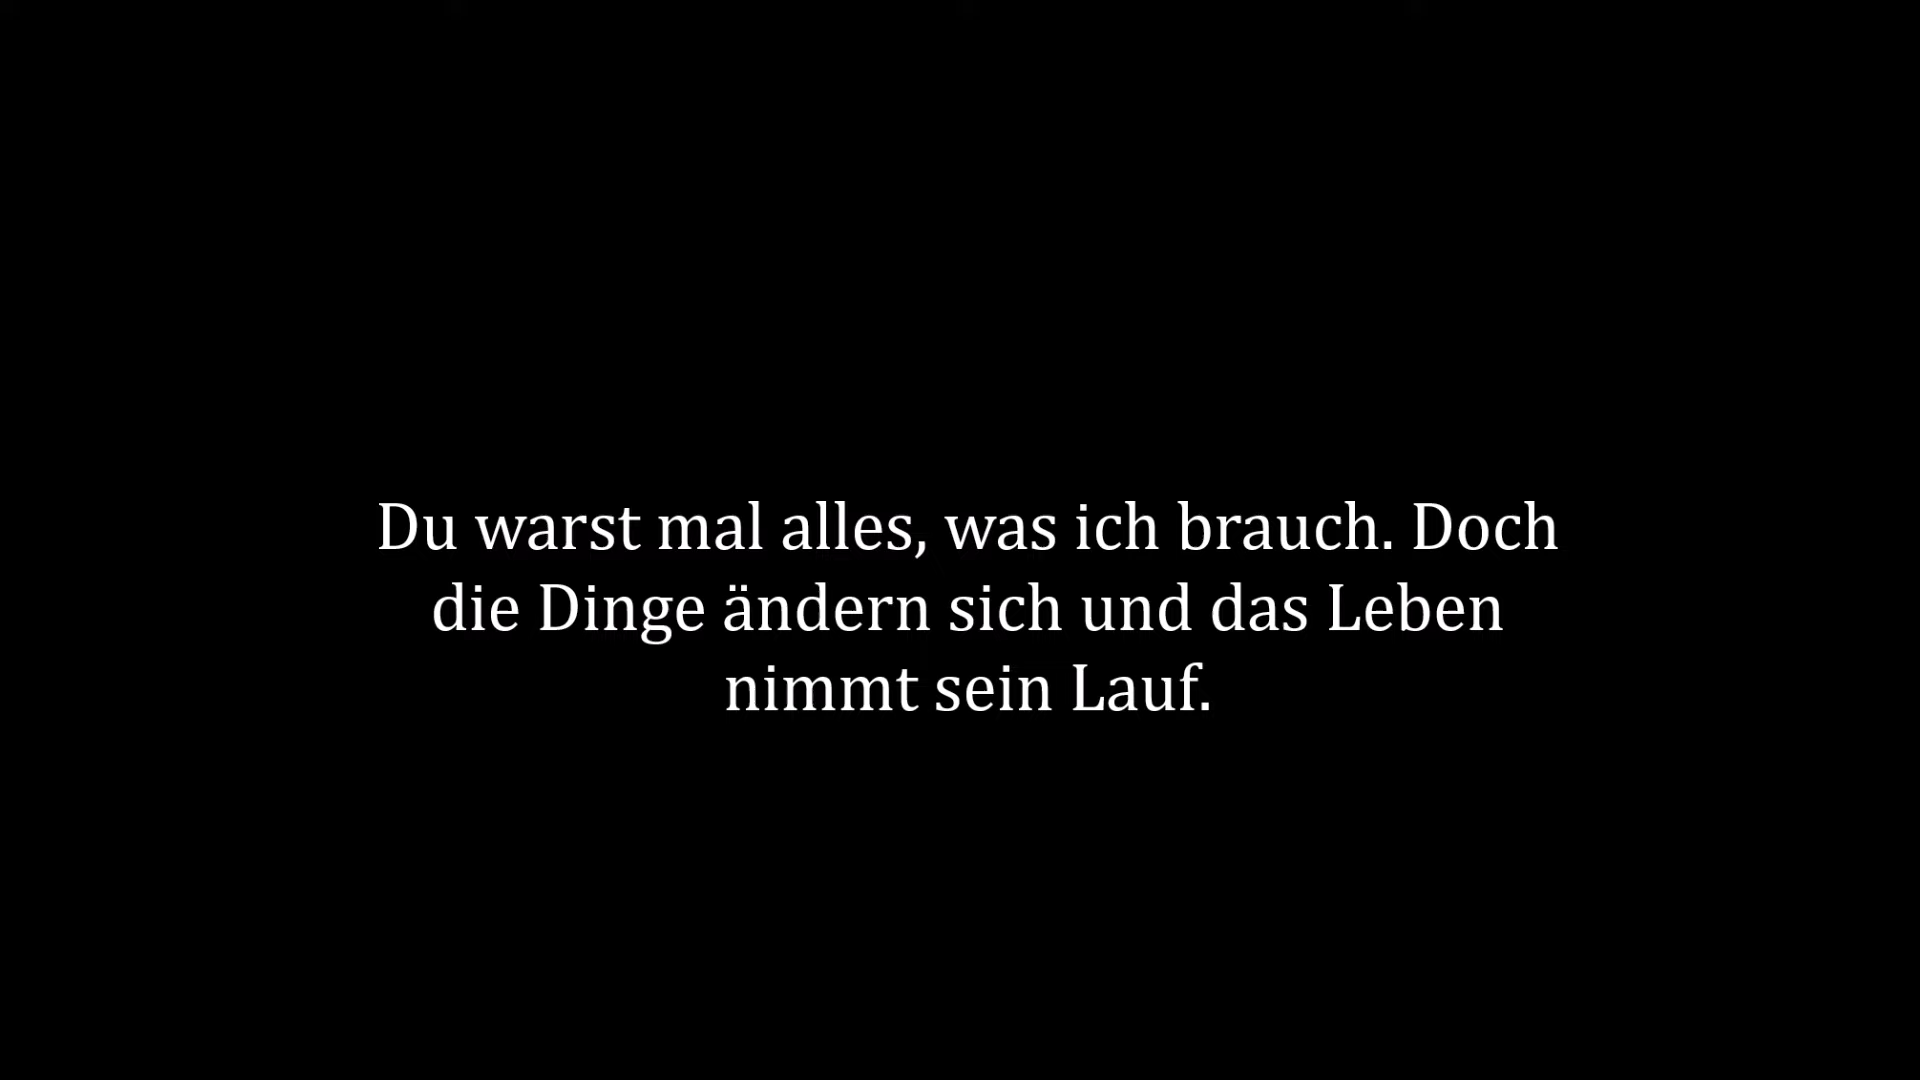 Du warst mal alles, was ich brauch. Doch
die Dinge ändern sich und das Leben
nimmt sein Lauf.